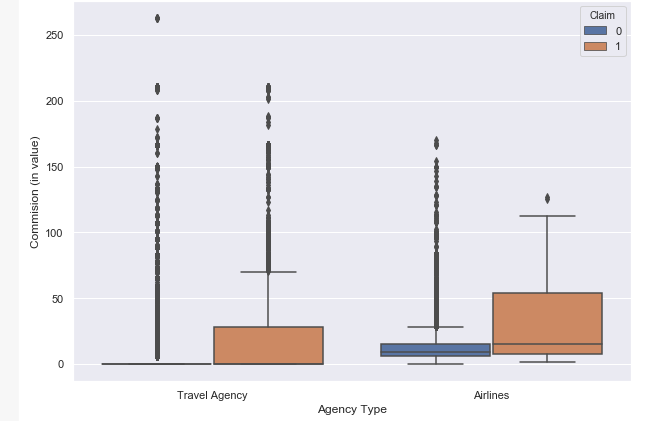 Claim
0
1
250
200
150
100
50
0
Commision (in value)
Travel Agency
Airlines
Agency Type